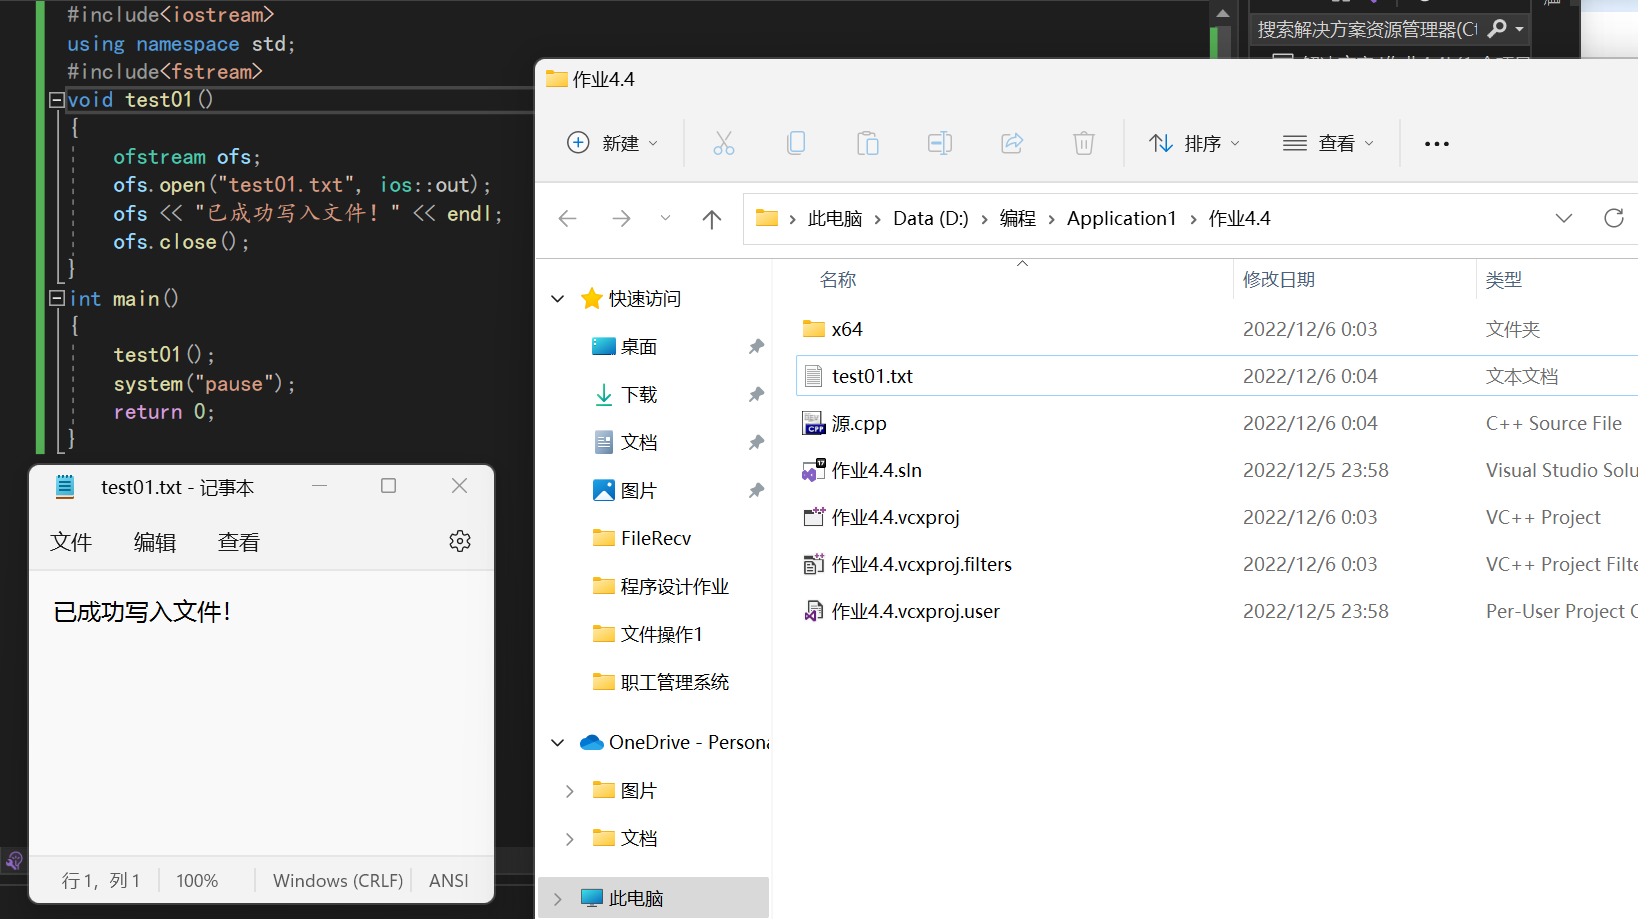 #include<iostream>
using namespace std;
#include<fstream>
void test01()
{
ofstream ofs;
ofs.open("test01.txt", ios::out);
ofs << "已成功写入文件！" << endl;
ofs.close();
}
int main()
{
test01();
system("pause");
return 0;
}
test01.txt - 记事本
文件 编辑 查看
已成功写入文件！
行 1，列 1 100% Windows (CRLF) ANSI
搜索解决方案资源管理器(Ct
作业4.4
新建 排序 查看
此电脑 › Data (D:) › 编程 › Application1 › 作业4.4
快速访问
桌面
下载
文档
图片
FileRecv
程序设计作业
文件操作1
职工管理系统
OneDrive - Persona
图片
文档
此电脑
名称 修改日期 类型
x64 2022/12/6 0:03 文件夹
test01.txt 2022/12/6 0:04 文本文档
源.cpp 2022/12/6 0:04 C++ Source File
作业4.4.sln 2022/12/5 23:58 Visual Studio Solu
作业4.4.vcxproj 2022/12/6 0:03 VC++ Project
作业4.4.vcxproj.filters 2022/12/6 0:03 VC++ Project Filte
作业4.4.vcxproj.user 2022/12/5 23:58 Per-User Project O